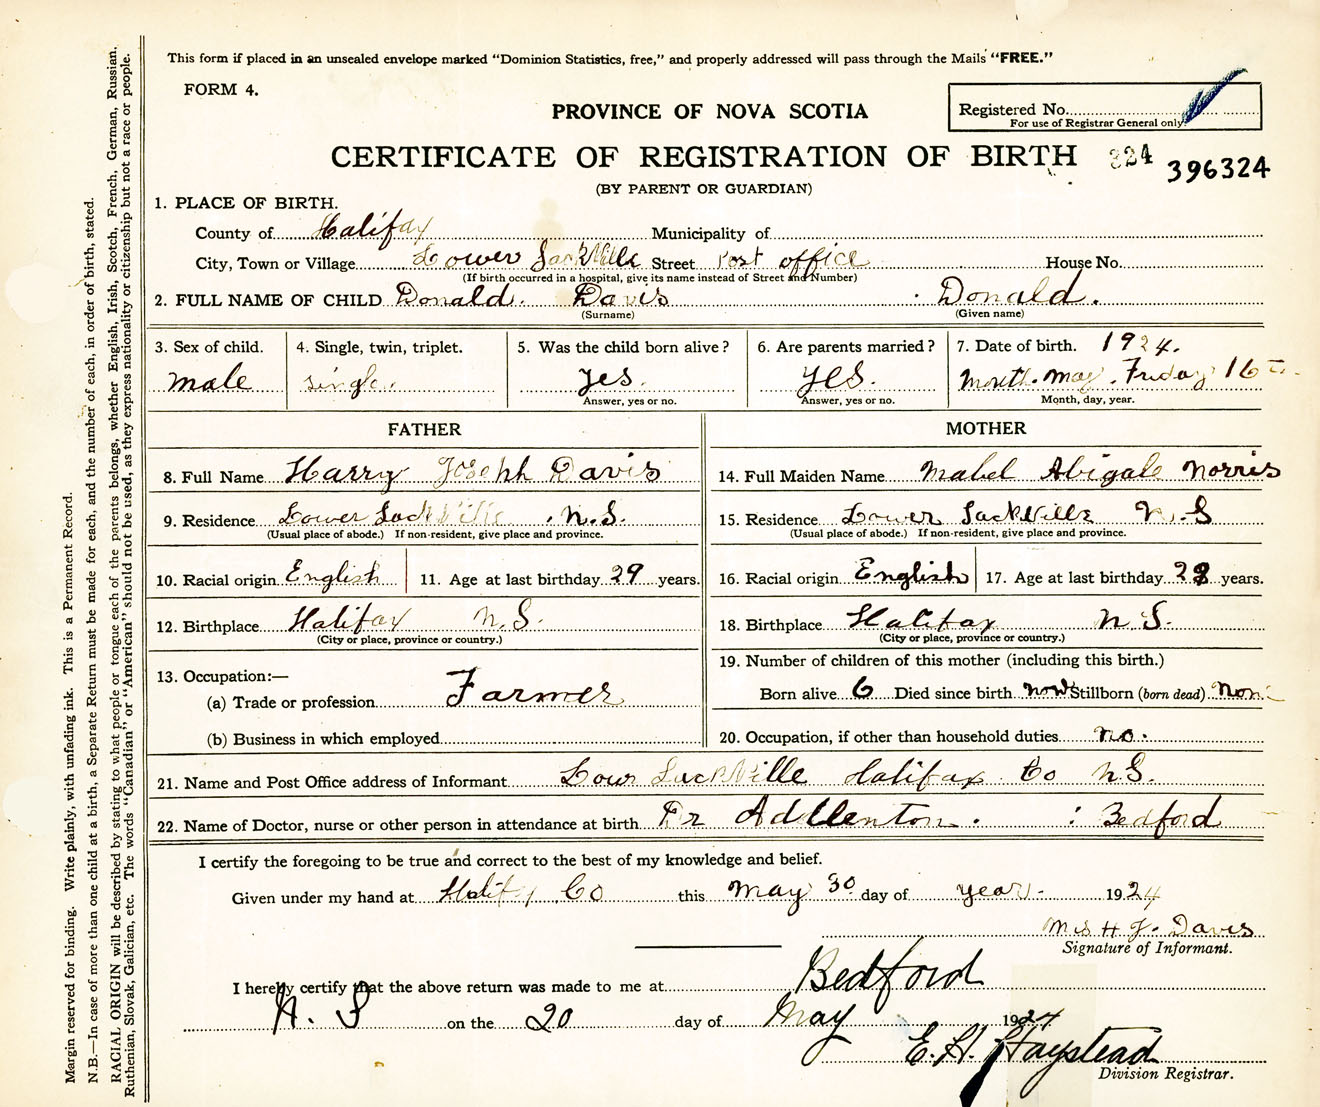 This form if placed in an unsealed envelope marked "Dominion Statistics, free," and properly addressed will pass through the Mails "FREE."
FORM 4.
PROVINCE OF NOVA SCOTIA
Registered No.
For use of Registrar General only.
CERTIFICATE OF REGISTRATION OF BIRTH 324 396324
(BY PARENT OR GUARDIAN)
1. PLACE OF BIRTH.
County of Halifax Municipality of
City, Town or Village Lower Sackville Street Post office House No.
(If birth occurred in a hospital, give its name instead of Street and Number)
2. FULL NAME OF CHILD Donald. Davis Donald.
(Surname) (Given name)
3. Sex of child. 4. Single, twin, triplet. 5. Was the child born alive? 6. Are parents married? 7. Date of birth. 1924.
male single. yes. yes. Month. may. Friday 16
Answer, yes or no. Answer, yes or no. Month, day, year.
FATHER MOTHER
8. Full Name Harry Joseph Davis 14. Full Maiden Name Mabel Abigale Norris
9. Residence Lower Sackville . N.S. 15. Residence Lower Sackville N.S
(Usual place of abode.) If non-resident, give place and province. (Usual place of abode.) If non-resident, give place and province.
10. Racial origin English 11. Age at last birthday 29 years. 16. Racial origin English 17. Age at last birthday 28 years.
12. Birthplace Halifax N.S. 18. Birthplace Halifax N.S.
(City or place, province or country.) (City or place, province or country.)
19. Number of children of this mother (including this birth.)
13. Occupation:—
(a) Trade or profession Farmer Born alive 6 Died since birth Stillborn (born dead)
(b) Business in which employed 20. Occupation, if other than household duties no.
21. Name and Post Office address of Informant Lowr Sackville Halifax Co N.S.
22. Name of Doctor, nurse or other person in attendance at birth Dr : Bedford
I certify the foregoing to be true and correct to the best of my knowledge and belief.
Given under my hand at Co this May 30 day of year. 1924
Mrs H J. Davis
Signature of Informant.
I hereby certify that the above return was made to me at Bedford
N. S on the 20 day of May 1924
E. H. Haystead
Division Registrar.
Margin reserved for binding. Write plainly, with unfading ink. This is a Permanent Record.
N.B.—In case of more than one child at a birth, a Separate Return must be made for each, and the number of each, in order of birth, stated.
RACIAL ORIGIN will be described by stating to what people or tongue each of the parents belongs, whether English, Irish, Scotch, French, German, Russian,
Ruthenian, Slovak, Galician, etc. The words "Canadian" or "American" should not be used, as they express nationality or citizenship but not a race or people.